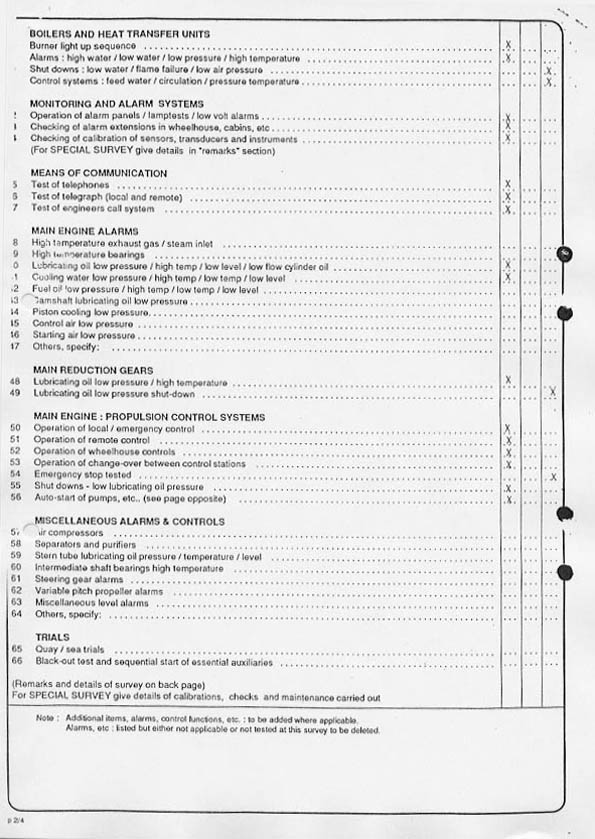 BOILERS AND HEAT TRANSFER UNITS
Burner light up sequence X
Alarms : high water / low water / low pressure / high temperature X
Shut downs : low water / flame failure / low air pressure X
Control systems : feed water / circulation / pressure temperature X
MONITORING AND ALARM SYSTEMS
Operation of alarm panels / lamptests / low volt alarms X
Checking of alarm extensions in wheelhouse, cabins, etc X
Checking of calibration of sensors, transducers and instruments X
(For SPECIAL SURVEY give details in "remarks" section)
MEANS OF COMMUNICATION
5 Test of telephones X
6 Test of telegraph (local and remote) X
7 Test of engineers call system X
MAIN ENGINE ALARMS
8 High temperature exhaust gas / steam inlet
9 High temperature bearings
0 Lubricating oil low pressure / high temp / low level / low flow cylinder oil X
1 Cooling water low pressure / high temp / low temp / low level X
2 Fuel oil low pressure / high temp / low temp / low level
13 Camshaft lubricating oil low pressure
14 Piston cooling low pressure
15 Control air low pressure
16 Starting air low pressure
17 Others, specify:
MAIN REDUCTION GEARS
48 Lubricating oil low pressure / high temperature X
49 Lubricating oil low pressure shut-down X
MAIN ENGINE : PROPULSION CONTROL SYSTEMS
50 Operation of local / emergency control X
51 Operation of remote control X
52 Operation of wheelhouse controls X
53 Operation of change-over between control stations X
54 Emergency stop tested X
55 Shut downs - low lubricating oil pressure X
56 Auto-start of pumps, etc.. (see page opposite) X
MISCELLANEOUS ALARMS & CONTROLS
5 ir compressors
58 Separators and purifiers
59 Stern tube lubricating oil pressure / temperature / level
60 Intermediate shaft bearings high temperature
61 Steering gear alarms
62 Variable pitch propeller alarms
63 Miscellaneous level alarms
64 Others, specify:
TRIALS
65 Quay / sea trials
66 Black-out test and sequential start of essential auxiliaries
(Remarks and details of survey on back page)
For SPECIAL SURVEY give details of calibrations, checks and maintenance carried out
Note : Additional items, alarms, control functions, etc. : to be added where applicable.
Alarms, etc : listed but either not applicable or not tested at this survey to be deleted.
p 2/4